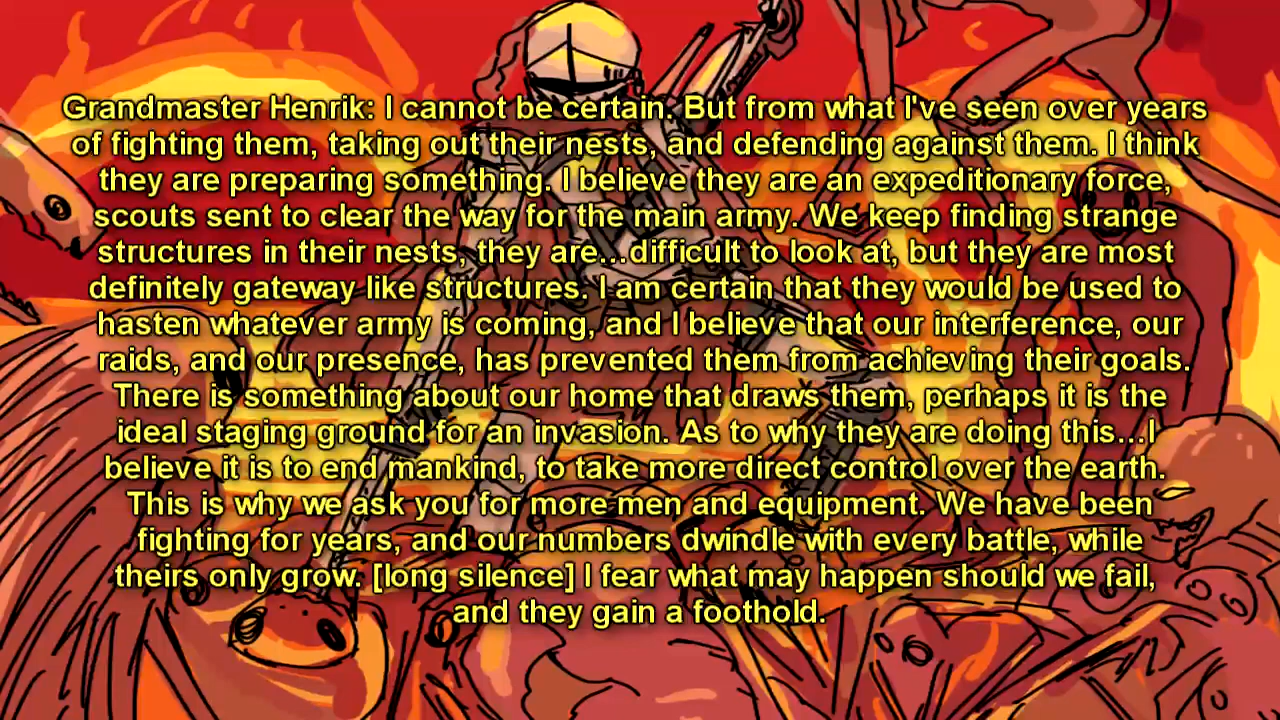 Grandmaster Henrik: I cannot be certain. But from what I've seen over years
of fighting them, taking out their nests, and defending against them. I think
they are preparing something. I believe they are an expeditionary force,
scouts sent to clear the way for the main army. We keep finding strange
structures in their nests, they are...difficult to look at, but they are most
definitely gateway like structures. I am certain that they would be used to
hasten whatever army is coming, and I believe that our interference, our
raids, and our presence, has prevented them from achieving their goals.
There is something about our home that draws them, perhaps it is the
ideal staging ground for an invasion. As to why they are doing this...I
believe it is to end mankind, to take more direct control over the earth.
This is why we ask you for more men and equipment. We have been
fighting for years, and our numbers dwindle with every battle, while
theirs only grow. [long silence] I fear what may happen should we fail,
and they gain a foothold.